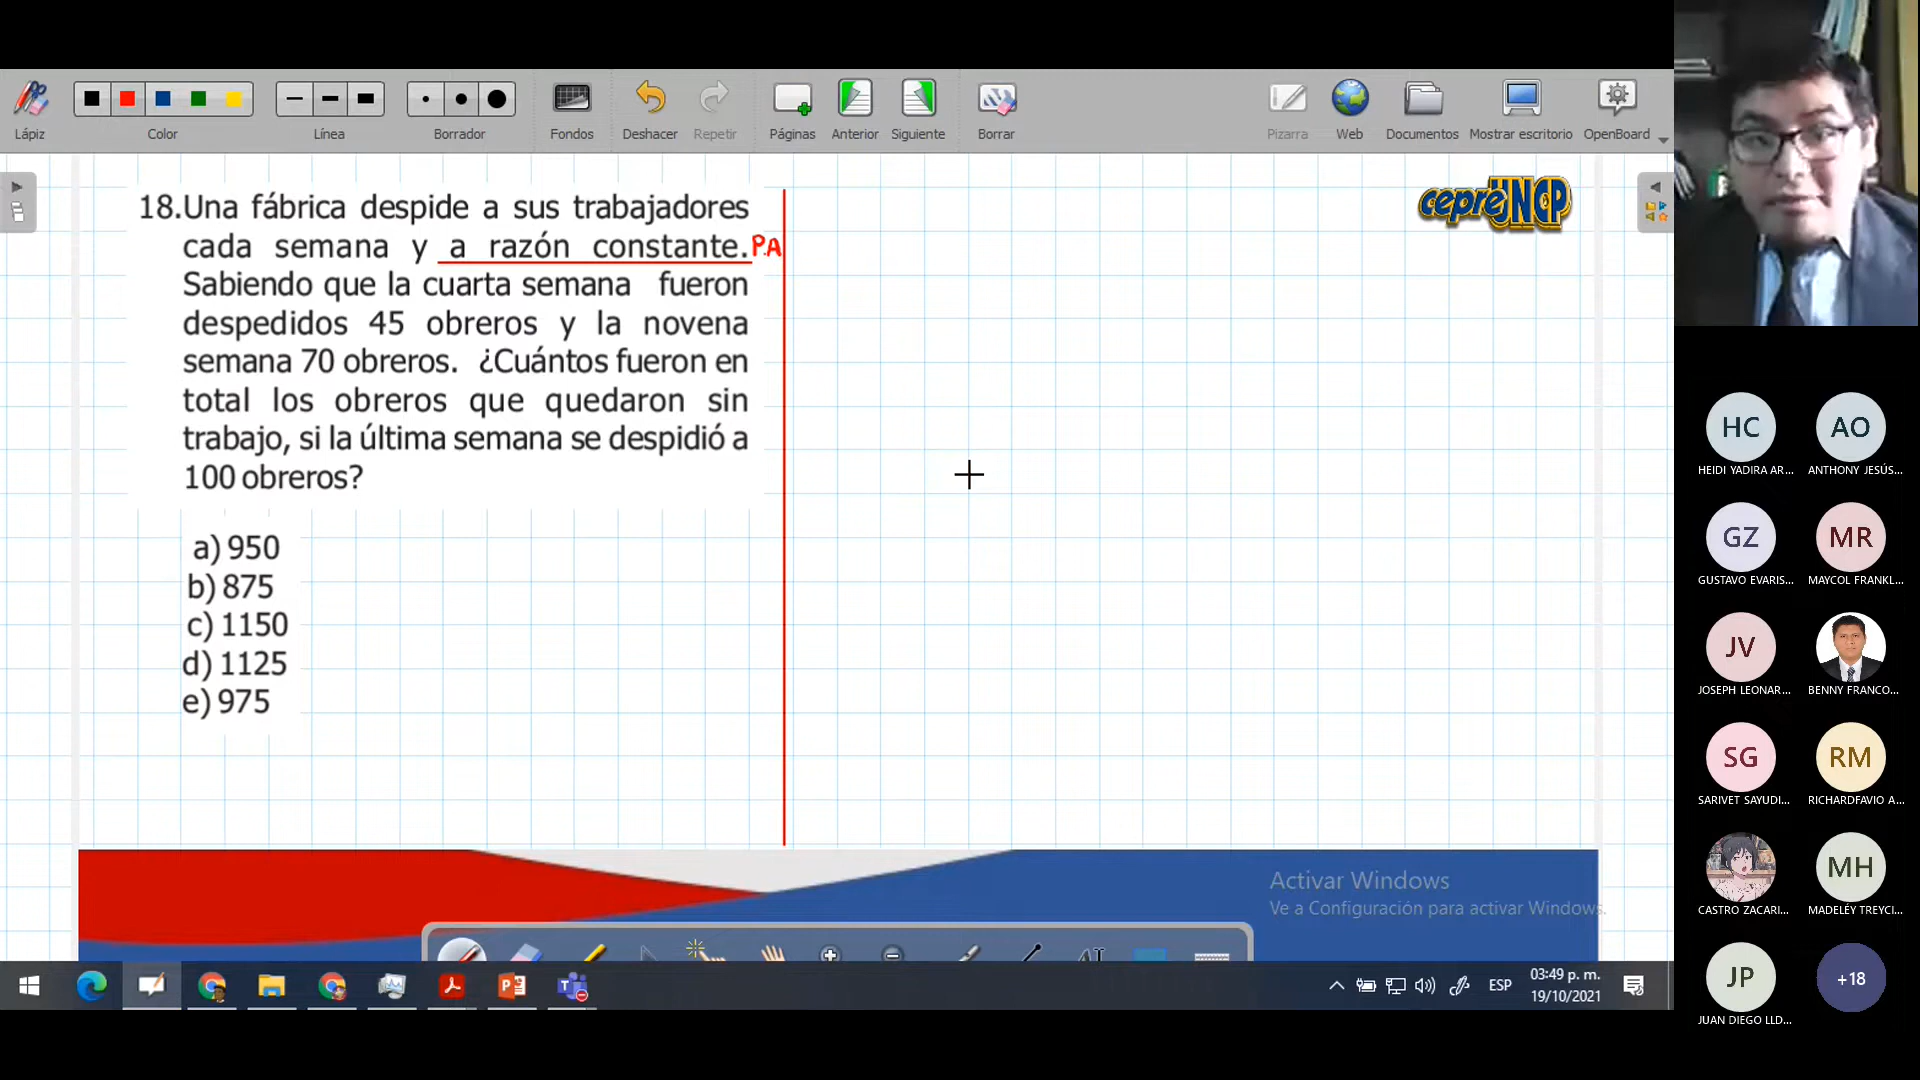 Lápiz
Color
Línea
Borrador
Fondos
Deshacer
Repetir
Páginas
Anterior
Siguiente
Borrar
Pizarra
Web
Documentos
Mostrar escritorio
OpenBoard
cepreUNCP
18.Una fábrica despide a sus trabajadores
cada semana y a razón constante. P.A
Sabiendo que la cuarta semana fueron
despedidos 45 obreros y la novena
semana 70 obreros. ¿Cuántos fueron en
total los obreros que quedaron sin
trabajo, si la última semana se despidió a
100 obreros?
a) 950
b) 875
c) 1150
d) 1125
e) 975
Activar Windows
Ve a Configuración para activar Windows.
ESP
03:49 p. m.
19/10/2021
HC
HEIDI YADIRA AR...
AO
ANTHONY JESÚS...
GZ
GUSTAVO EVARIS...
MR
MAYCOL FRANKL...
JV
JOSEPH LEONAR...
BENNY FRANCO...
SG
SARIVET SAYUDI...
RM
RICHARDFAVIO A...
CASTRO ZACARI...
MH
MADELÉY TREYCI...
JP
JUAN DIEGO LLD...
+18